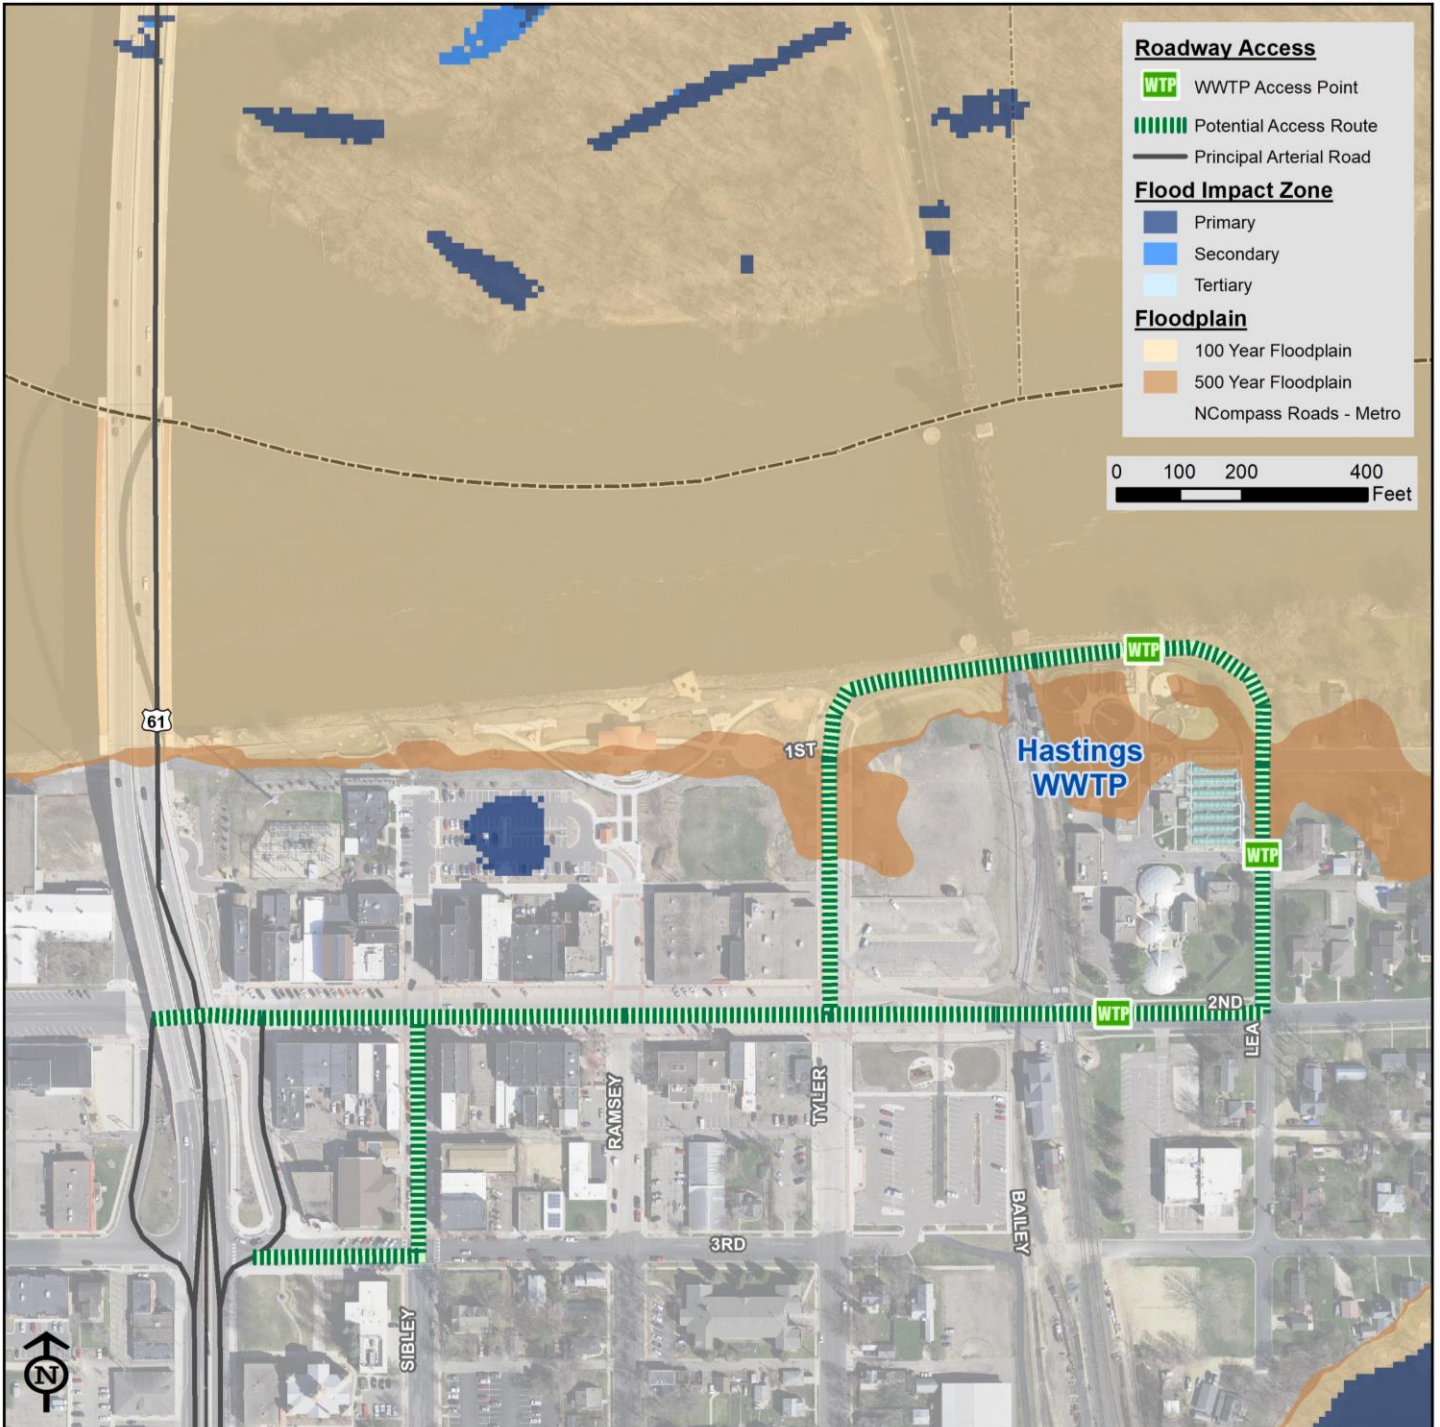 Roadway Access
WTP WWTP Access Point
Potential Access Route
Principal Arterial Road
Flood Impact Zone
Primary
Secondary
Tertiary
Floodplain
100 Year Floodplain
500 Year Floodplain
NCompass Roads - Metro
0 100 200 400
Feet
WTP
61
1ST
Hastings
WWTP
WTP
2ND
WTP
LEA
RAMSEY
TYLER
BAILEY
3RD
SIBLEY
N